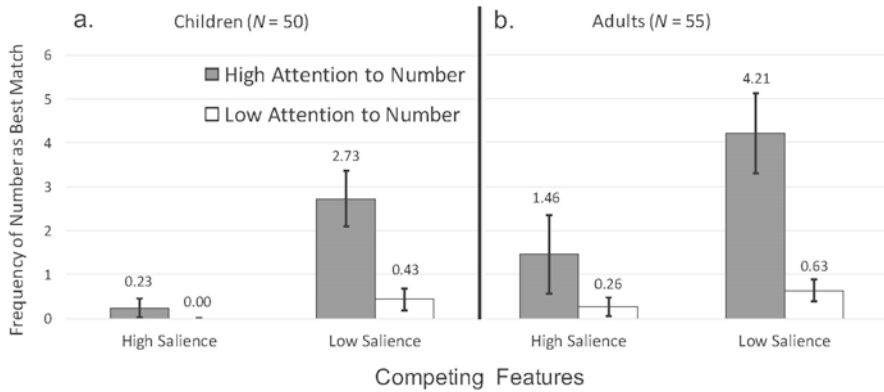 a. Children (N = 50)
b. Adults (N = 55)
Frequency of Number as Best Match
6
5
4
3
2
1
0
High Attention to Number
Low Attention to Number
0.23
0.00
2.73
0.43
1.46
0.26
4.21
0.63
High Salience
Low Salience
High Salience
Low Salience
Competing Features